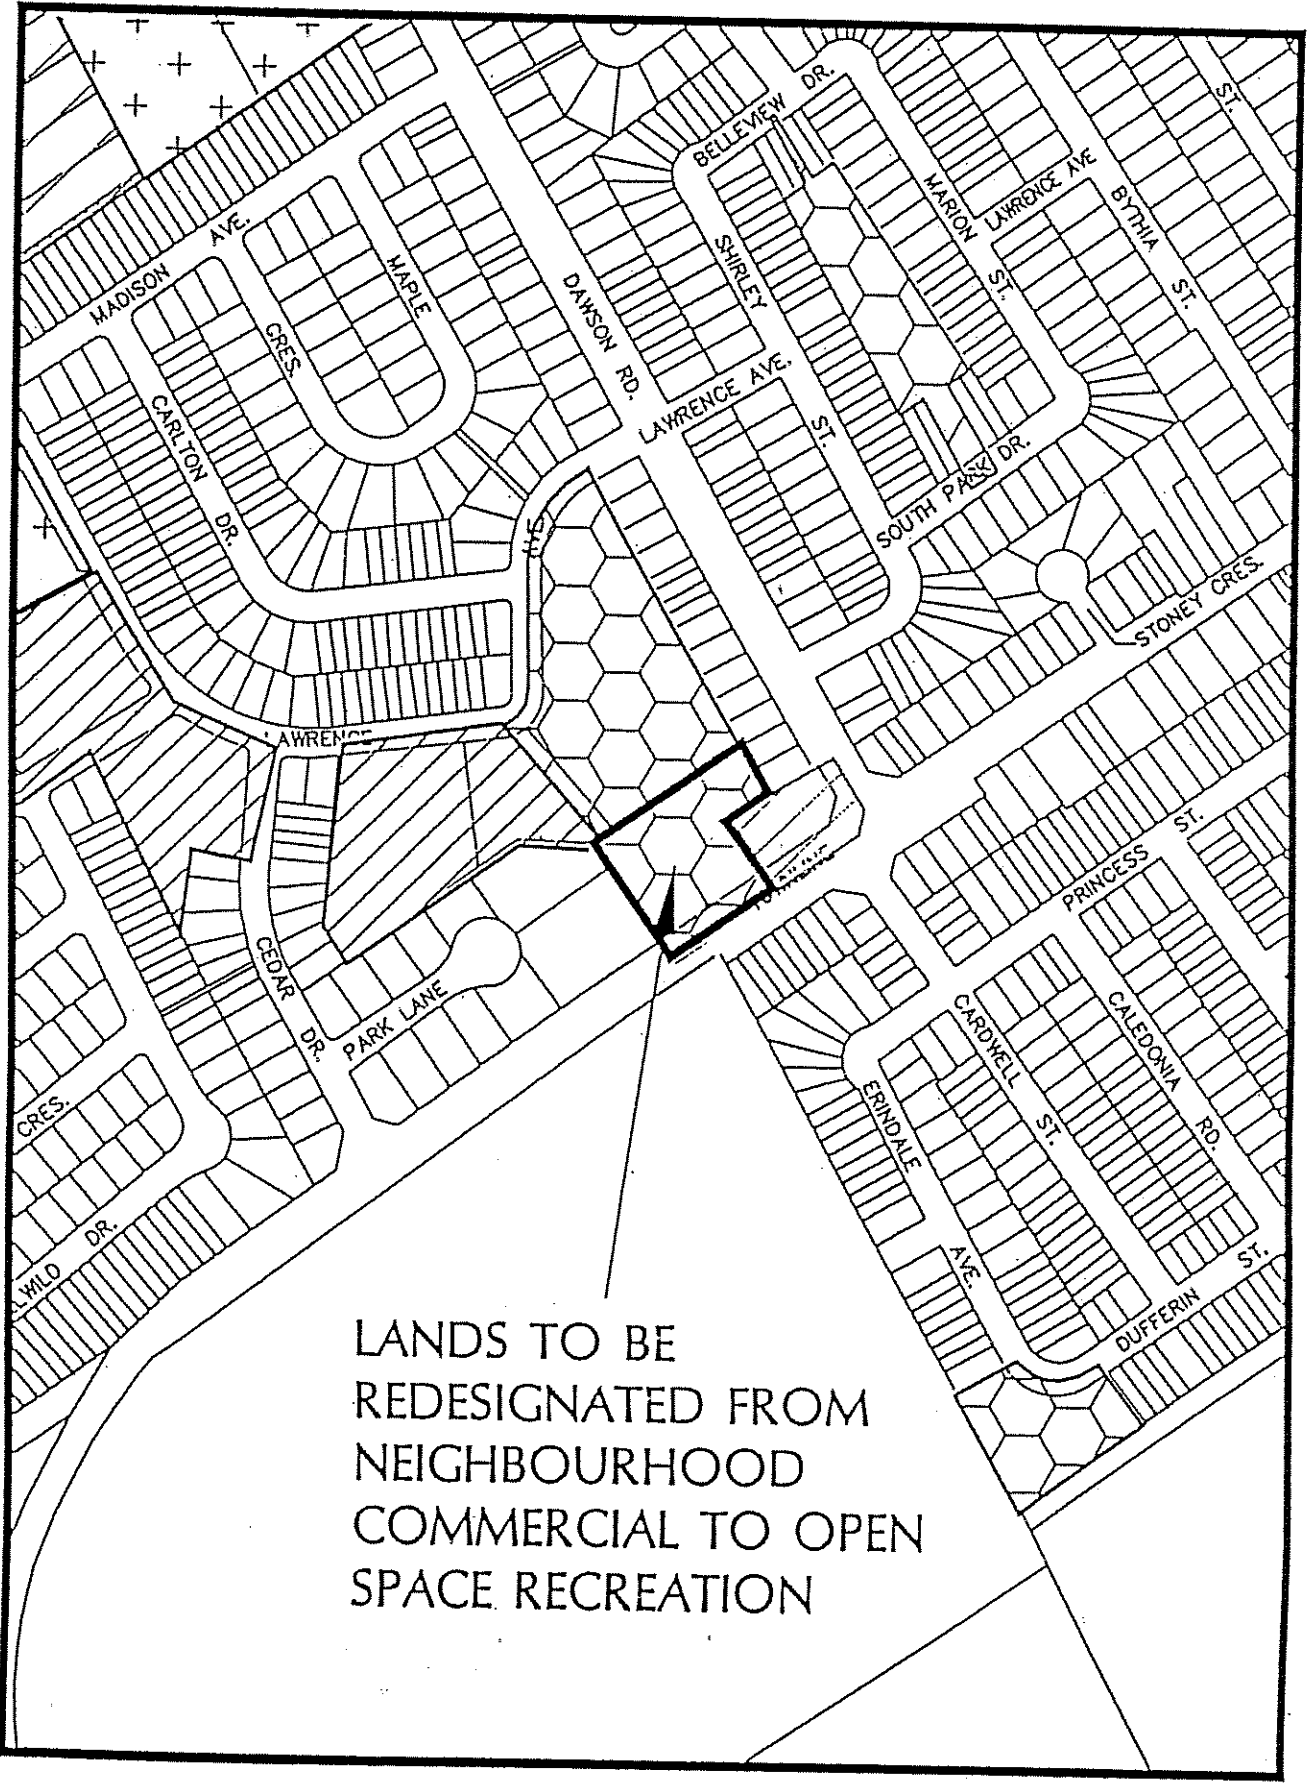 BELLEVIEW DR.
ST.
MARION ST.
LAWRENCE AVE
BYTHIA ST.
MADISON AVE.
MAPLE
CRES.
SHIRLEY ST.
DAWSON RD.
LAWRENCE AVE.
CARLTON DR.
SOUTH PARK DR.
AVE
STONEY CRES.
LAWRENCE
PRINCESS ST.
CEDAR DR.
PARK LANE
CARDWELL ST.
CALEDONIA RD.
CRES.
ERINDALE AVE.
DR.
DUFFERIN ST.
LANDS TO BE
REDESIGNATED FROM
NEIGHBOURHOOD
COMMERCIAL TO OPEN
SPACE RECREATION